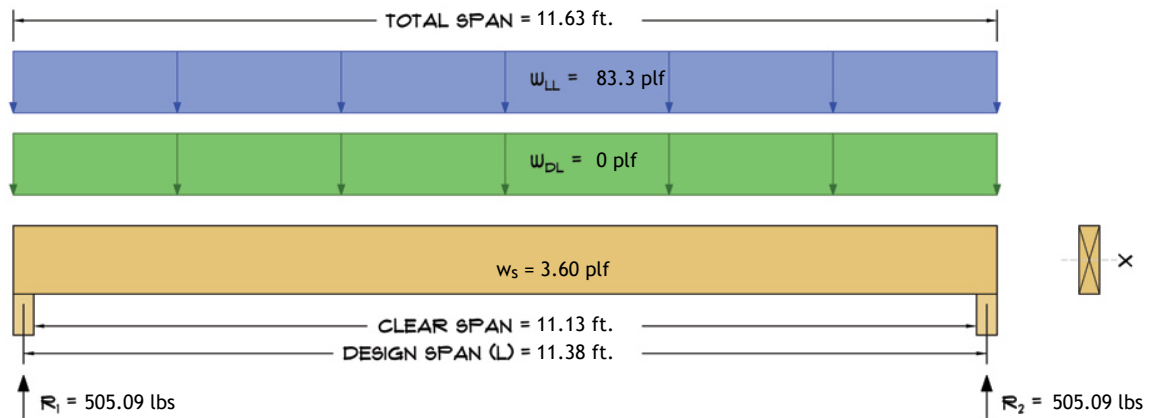 TOTAL SPAN = 11.63 ft.
WLL = 83.3 plf
WDL = 0 plf
ws = 3.60 plf
X
CLEAR SPAN = 11.13 ft.
DESIGN SPAN (L) = 11.38 ft.
R1 = 505.09 lbs
R2 = 505.09 lbs